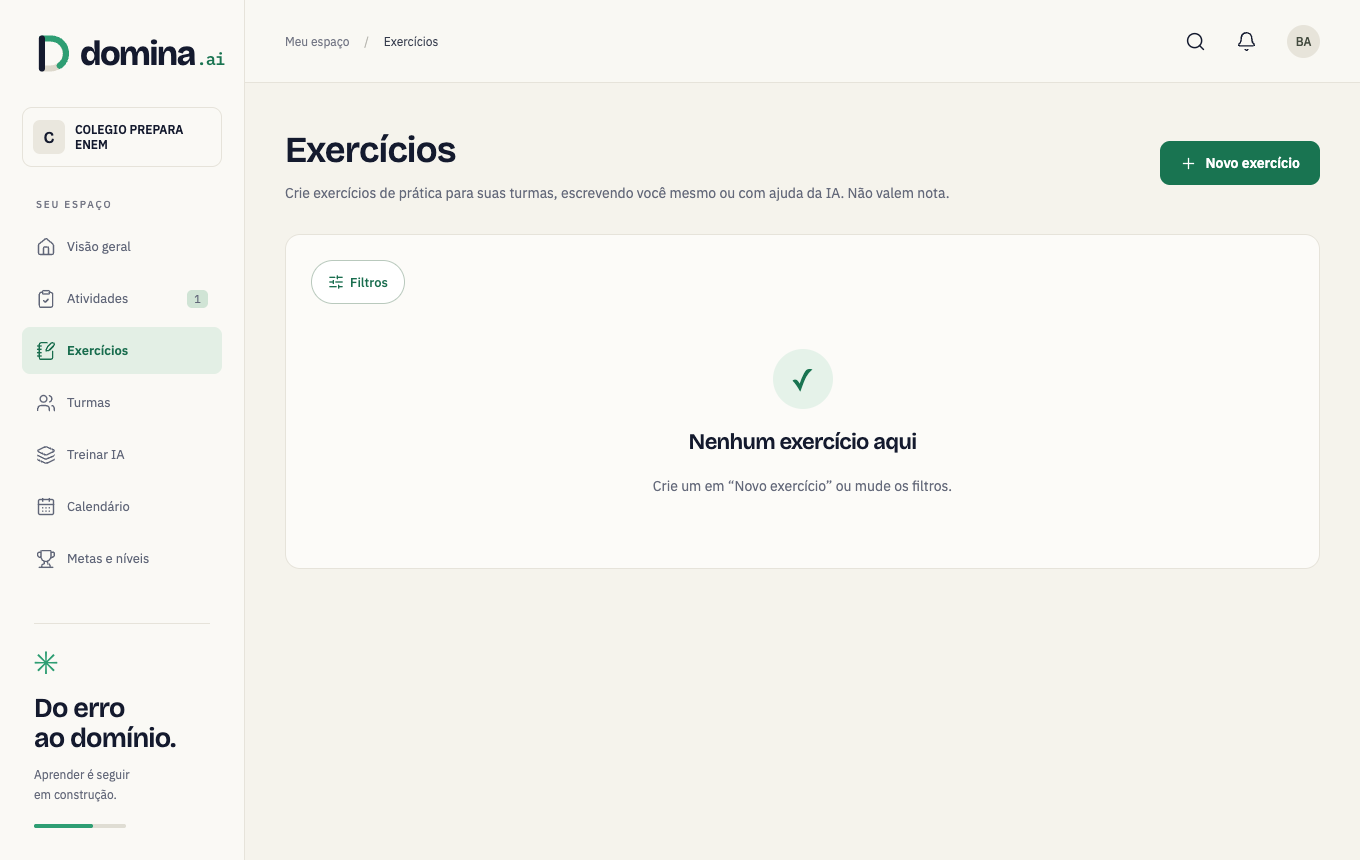 domina.ai
C
COLEGIO PREPARA
ENEM
SEU ESPAÇO
Visão geral
Atividades 1
Exercícios
Turmas
Treinar IA
Calendário
Metas e níveis
Do erro
ao domínio.
Aprender é seguir
em construção.
Meu espaço / Exercícios
BA
Exercícios
Crie exercícios de prática para suas turmas, escrevendo você mesmo ou com ajuda da IA. Não valem nota.
Novo exercício
Filtros
Nenhum exercício aqui
Crie um em “Novo exercício” ou mude os filtros.